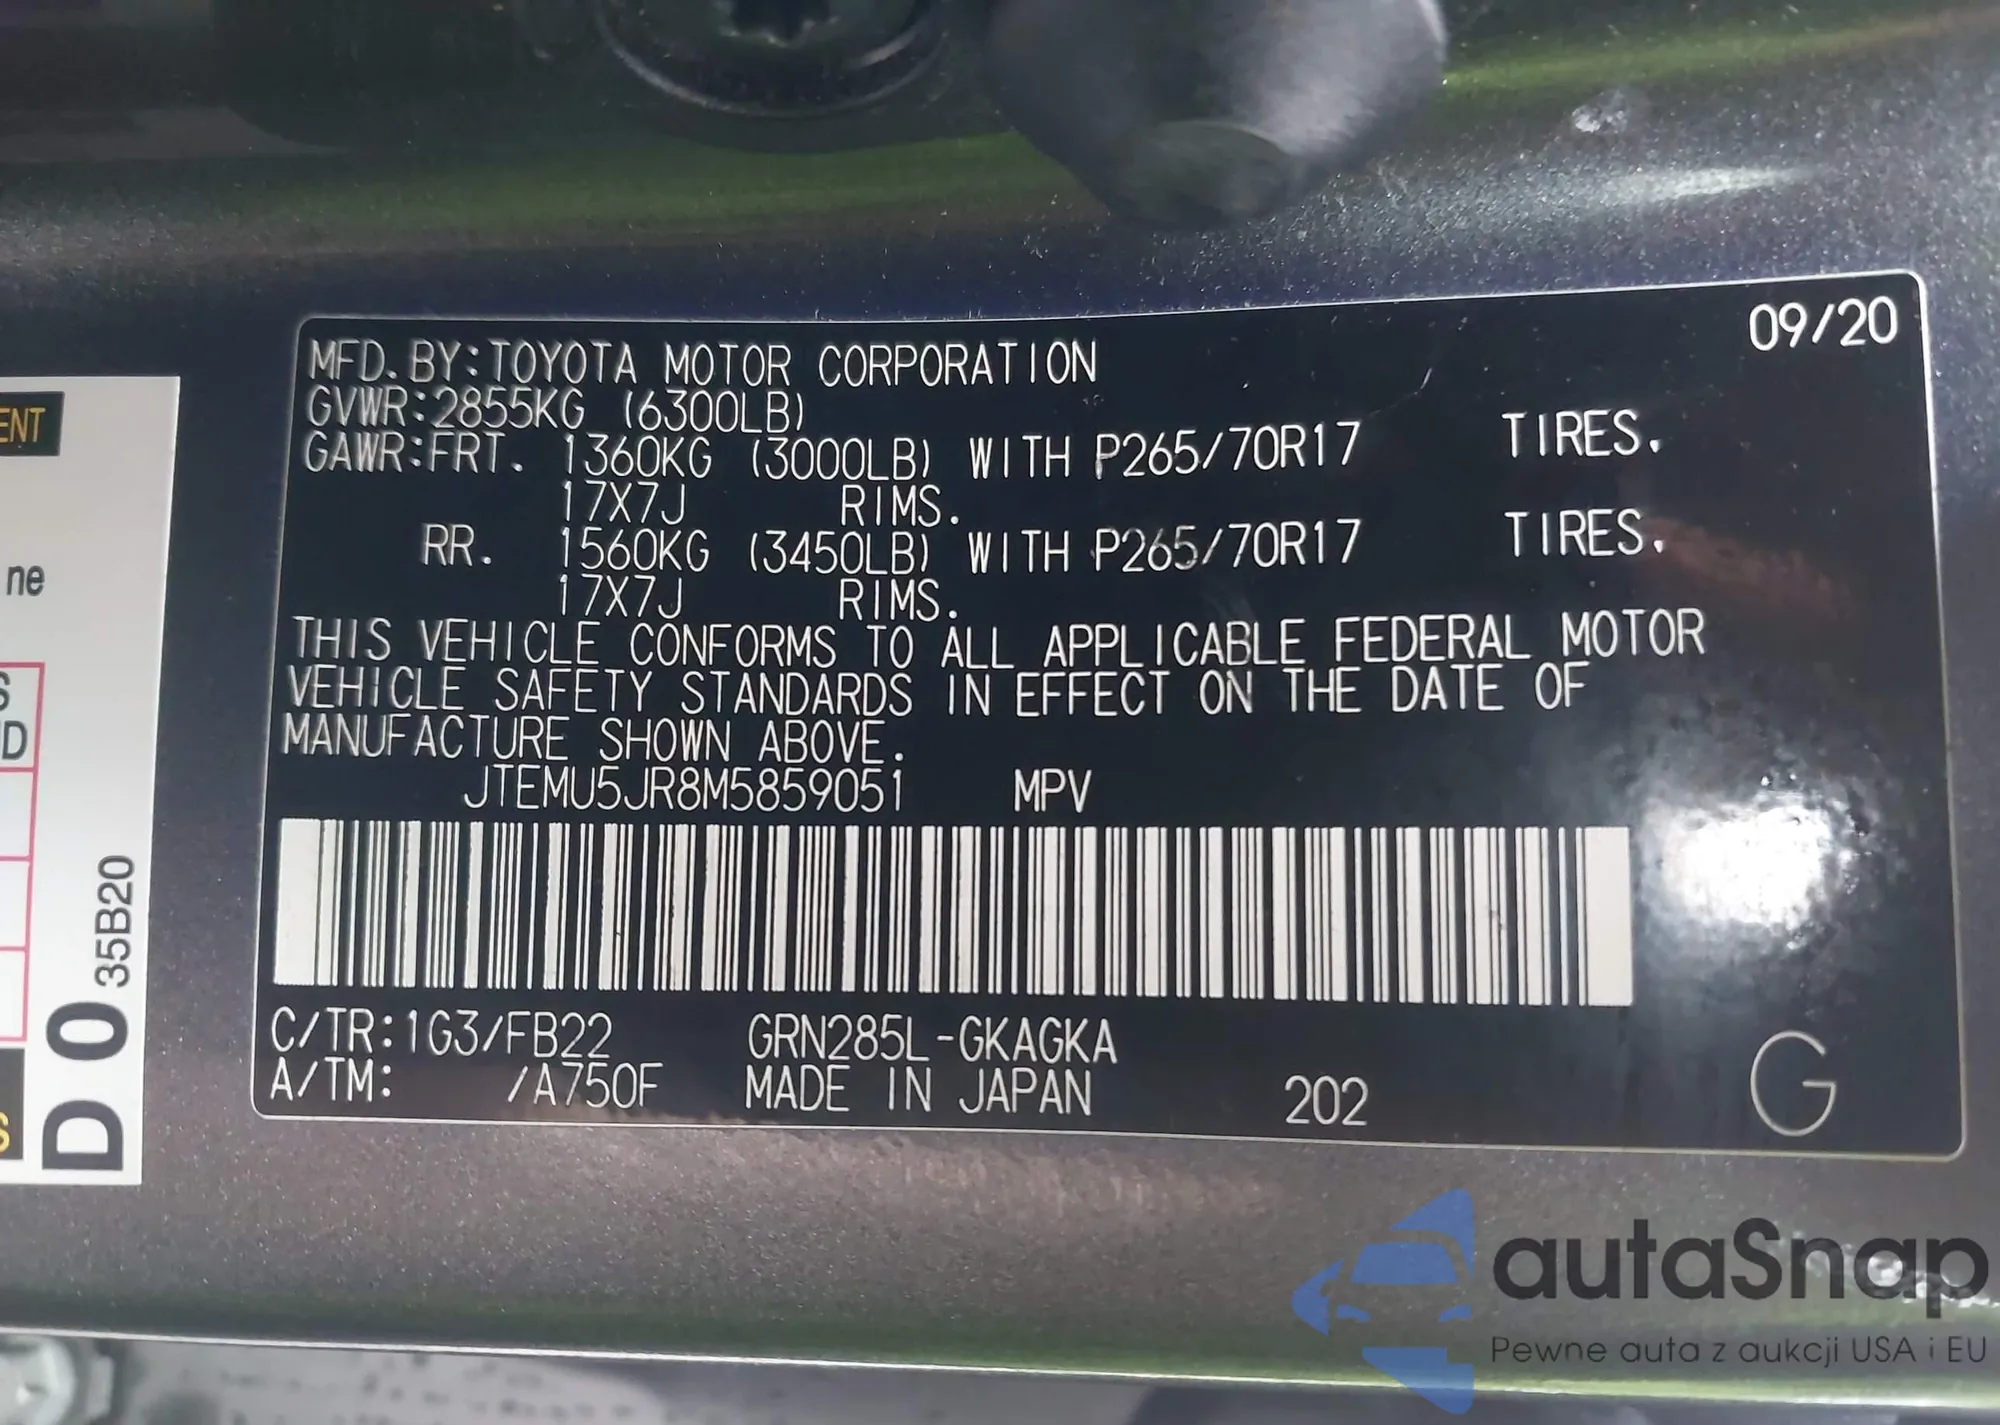 09/20
MFD. BY:TOYOTA MOTOR CORPORATION
GVWR:2855KG (6300LB)
GAWR:FRT. 1360KG (3000LB) WITH P265/70R17 TIRES.
17X7J RIMS.
RR. 1560KG (3450LB) WITH P265/70R17 TIRES.
17X7J RIMS.
THIS VEHICLE CONFORMS TO ALL APPLICABLE FEDERAL MOTOR
VEHICLE SAFETY STANDARDS IN EFFECT ON THE DATE OF
MANUFACTURE SHOWN ABOVE.
JTEMU5JR8M5859051 MPV
C/TR:1G3/FB22 GRN285L-GKAGKA
A/TM: /A750F MADE IN JAPAN 202 G
ENT
ne
S
D
S
D0 35B20
autaSnap
Pewne auta z aukcji USA i EU